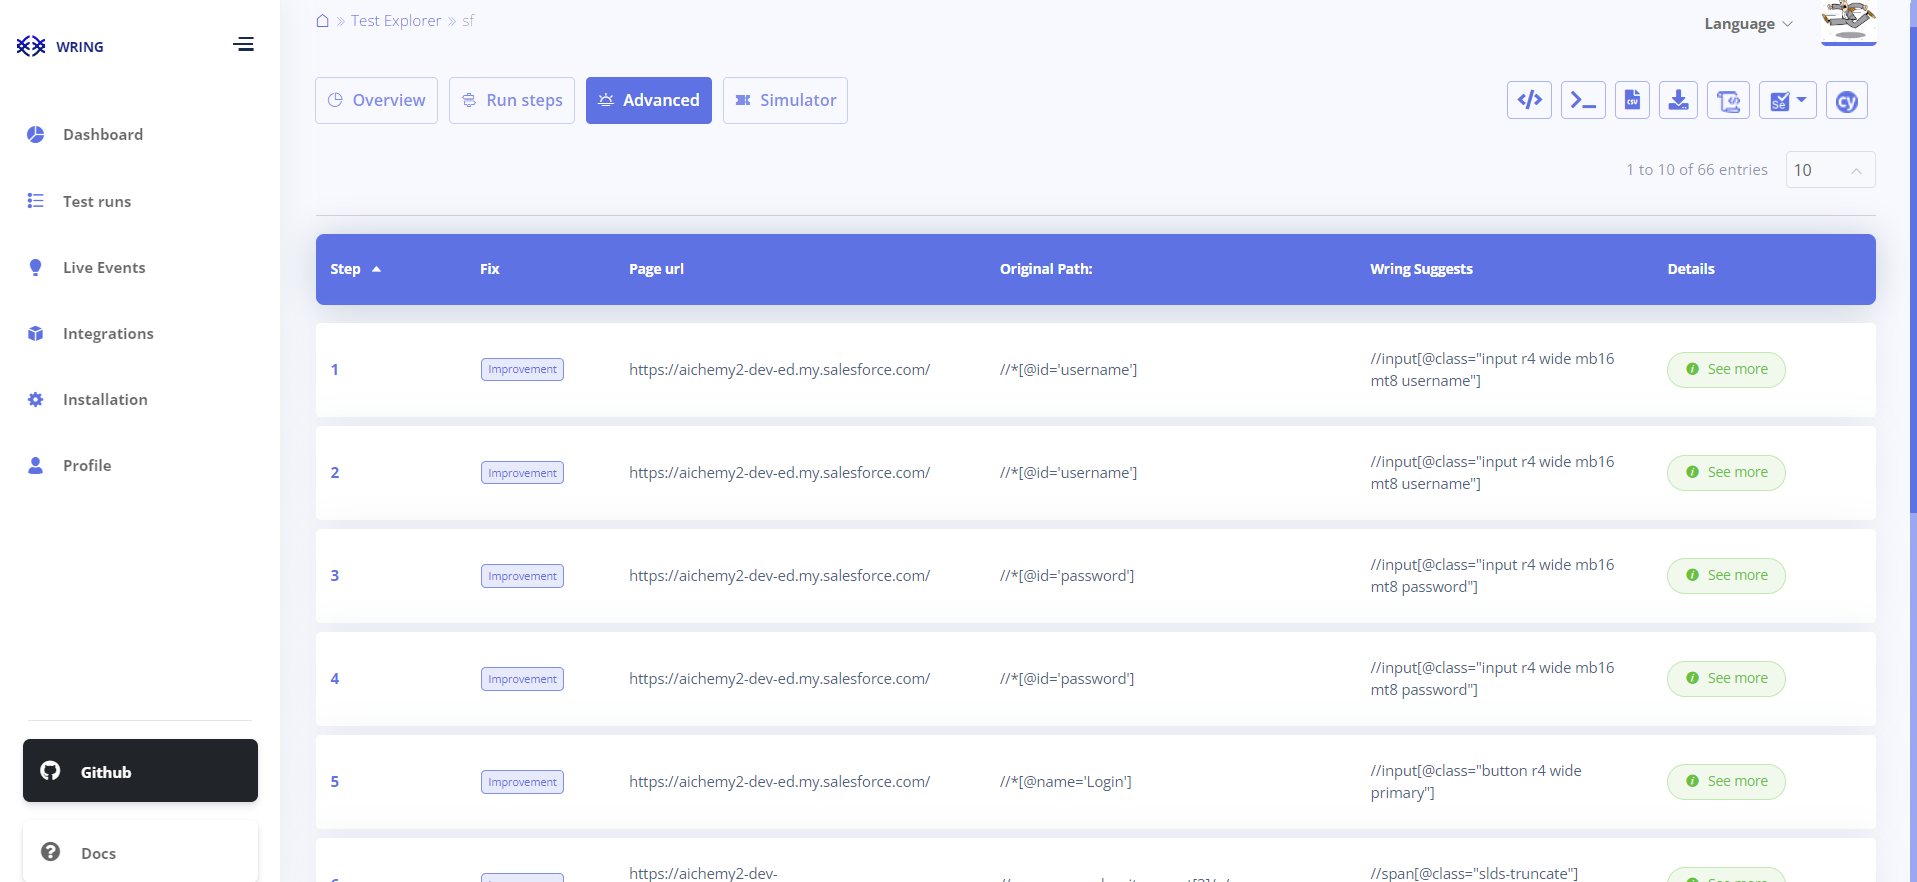 WRING
Dashboard
Test runs
Live Events
Integrations
Installation
Profile
Github
Docs
» Test Explorer » sf
Language
Overview
Run steps
Advanced
Simulator
</>
>_
CSV
Se
cy
1 to 10 of 66 entries
10
Step Fix Page url Original Path: Wring Suggests Details
1 Improvement https://aichemy2-dev-ed.my.salesforce.com/ //*[@id='username'] //input[@class="input r4 wide mb16
mt8 username"]
See more
2 Improvement https://aichemy2-dev-ed.my.salesforce.com/ //*[@id='username'] //input[@class="input r4 wide mb16
mt8 username"]
See more
3 Improvement https://aichemy2-dev-ed.my.salesforce.com/ //*[@id='password'] //input[@class="input r4 wide mb16
mt8 password"]
See more
4 Improvement https://aichemy2-dev-ed.my.salesforce.com/ //*[@id='password'] //input[@class="input r4 wide mb16
mt8 password"]
See more
5 Improvement https://aichemy2-dev-ed.my.salesforce.com/ //*[@name='Login'] //input[@class="button r4 wide
primary"]
See more
https://aichemy2-dev-
//span[@class="slds-truncate"]